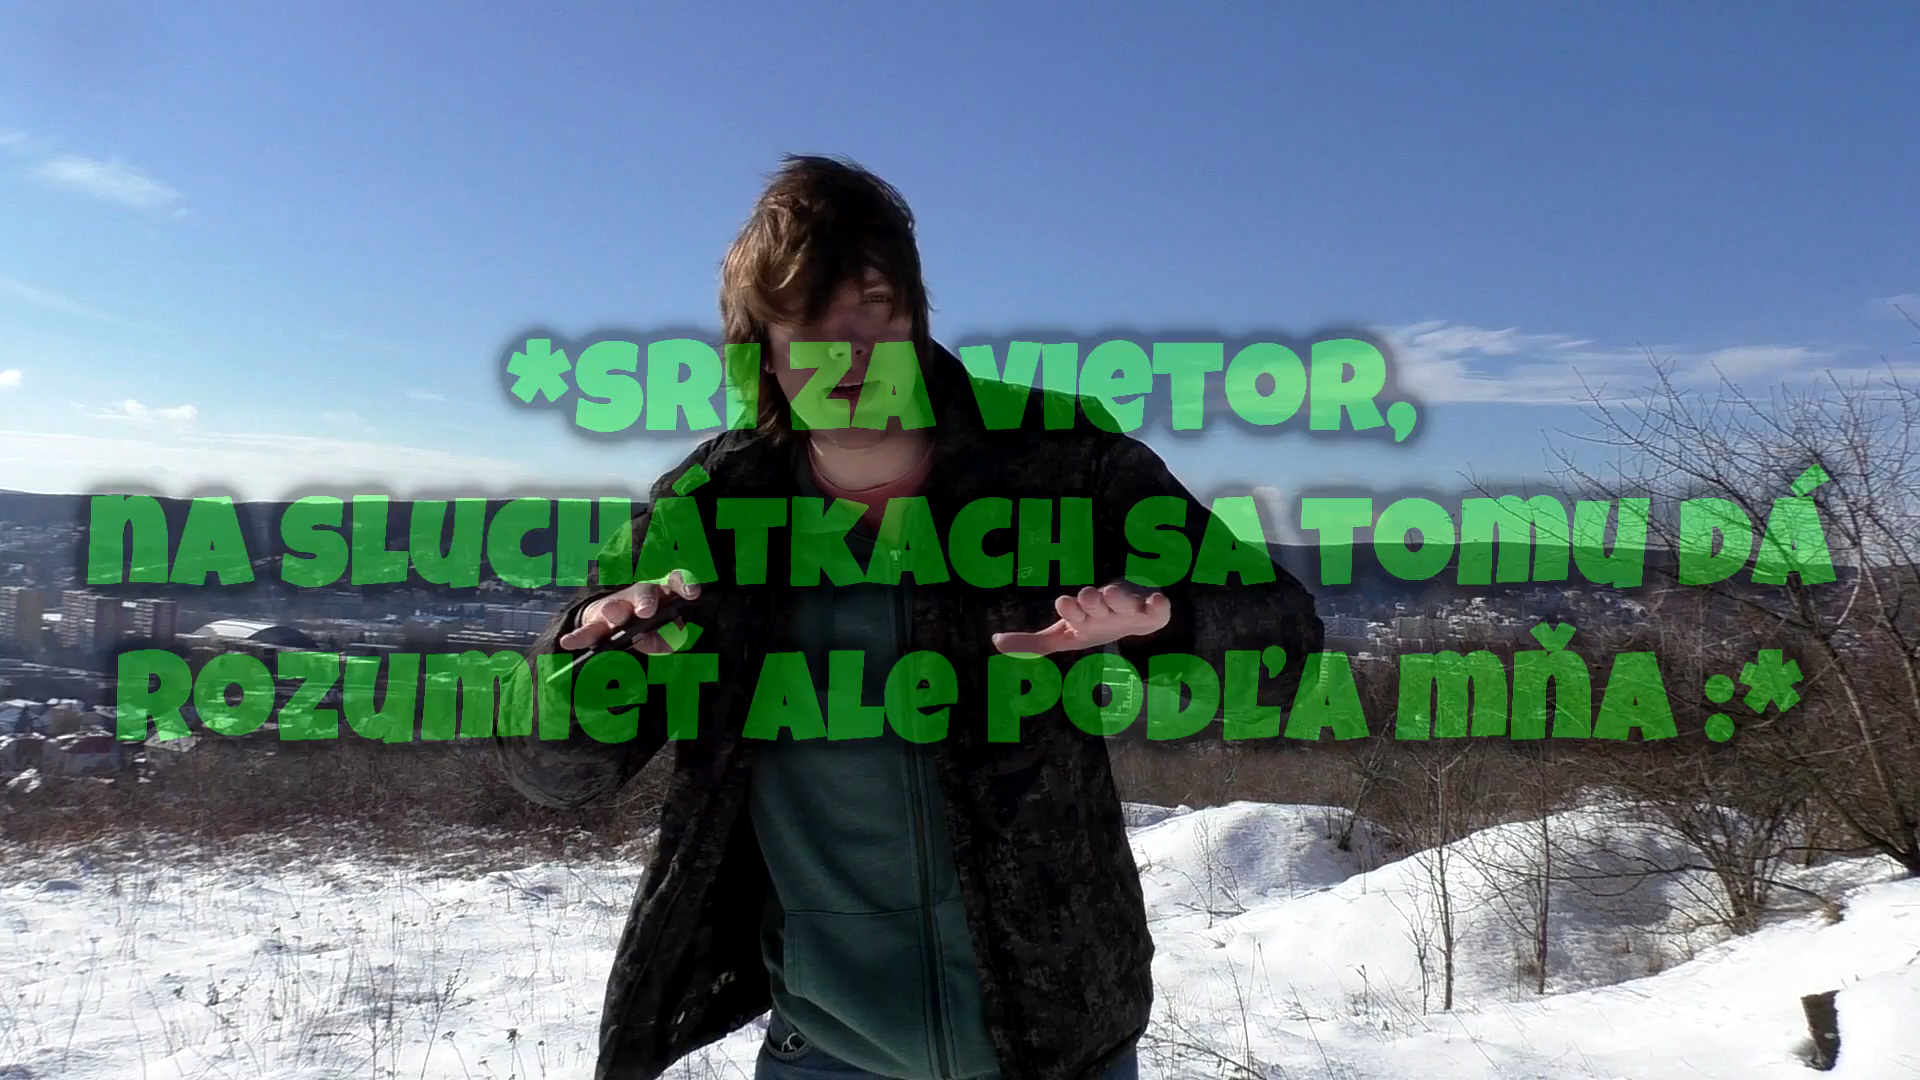 *SRI ZA VIETOR,
NA SLUCHÁTKACH SA TOMU DÁ
ROZUMIEŤ ALE PODĽA MŇA :*